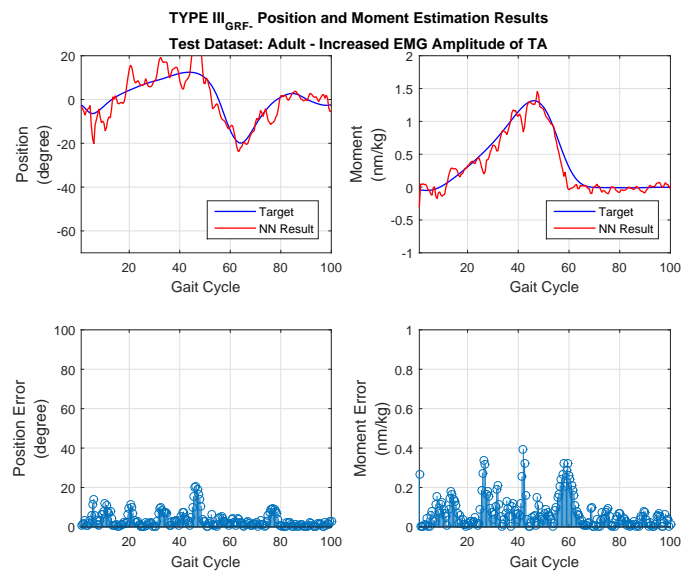 TYPE III_GRF- Position and Moment Estimation Results
Test Dataset: Adult - Increased EMG Amplitude of TA
20
0
-20
-40
-60
Position
(degree)
Target
NN Result
20
40
60
80
100
Gait Cycle
2
1.5
1
0.5
0
-0.5
-1
Moment
(nm/kg)
Target
NN Result
20
40
60
80
100
Gait Cycle
100
80
60
40
20
0
Position Error
(degree)
20
40
60
80
100
Gait Cycle
1
0.8
0.6
0.4
0.2
0
Moment Error
(nm/kg)
20
40
60
80
100
Gait Cycle